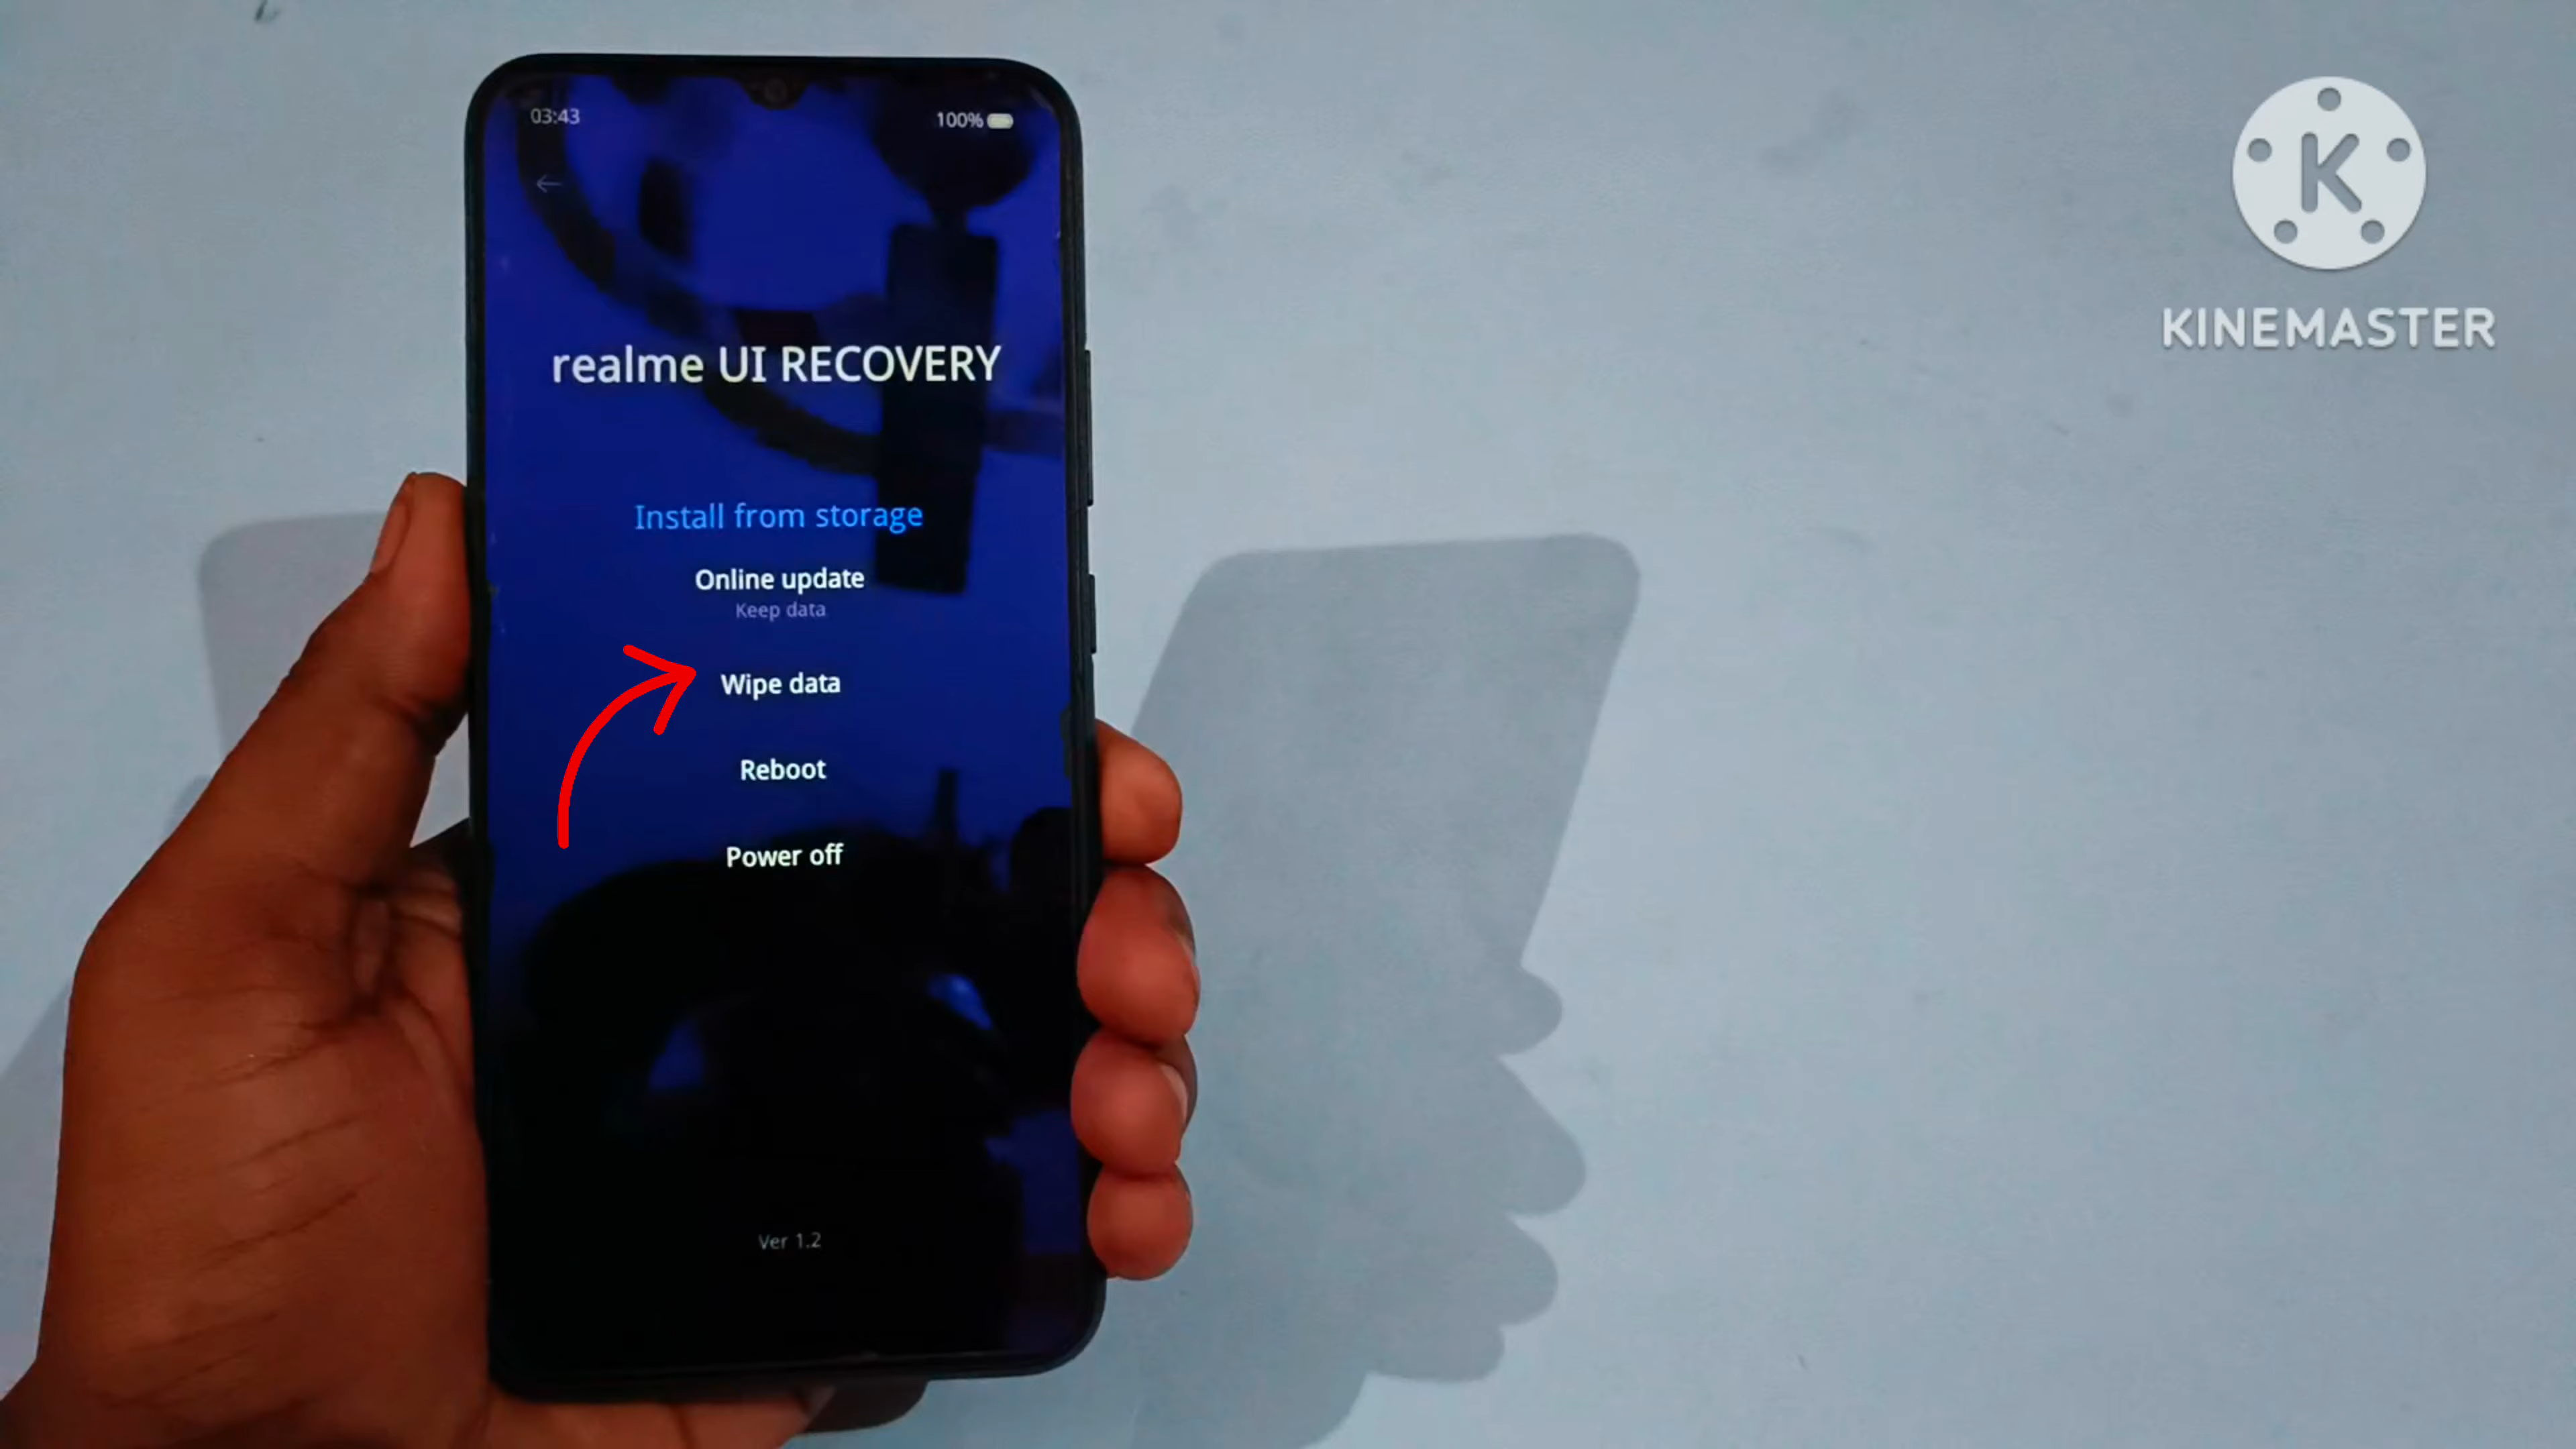 03:43
100%
realme UI RECOVERY
Install from storage
Online update
Keep data
Wipe data
Reboot
Power off
Ver 1.2
K
KINEMASTER